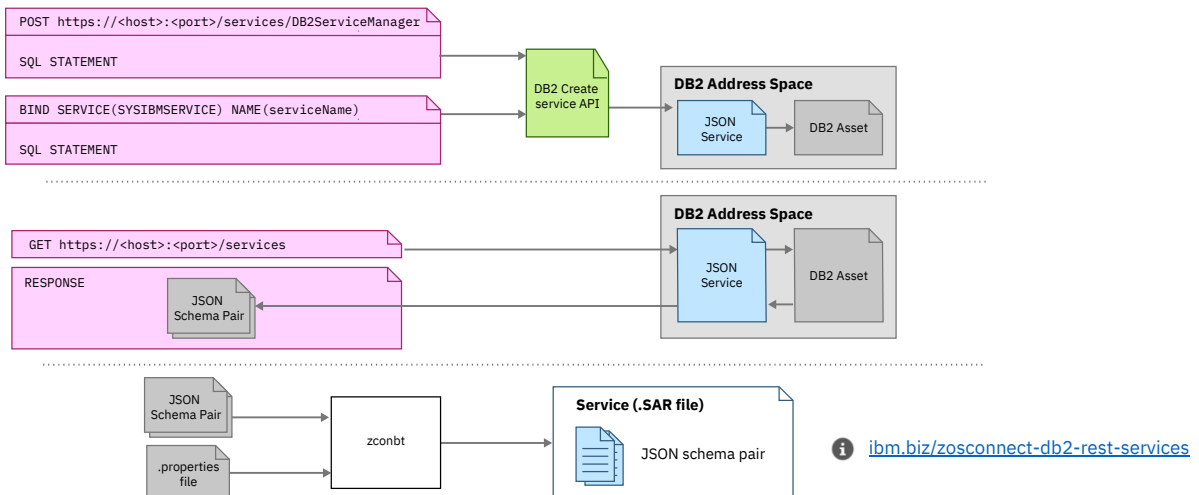 POST https://<host>:<port>/services/DB2ServiceManager
SQL STATEMENT
BIND SERVICE(SYSIBMSERVICE) NAME(serviceName)
SQL STATEMENT
DB2 Create
service API
DB2 Address Space
JSON
Service
DB2 Asset
GET https://<host>:<port>/services
RESPONSE
JSON
Schema Pair
DB2 Address Space
JSON
Service
DB2 Asset
JSON
Schema Pair
.properties
file
zconbt
Service (.SAR file)
JSON schema pair
i
ibm.biz/zosconnect-db2-rest-services